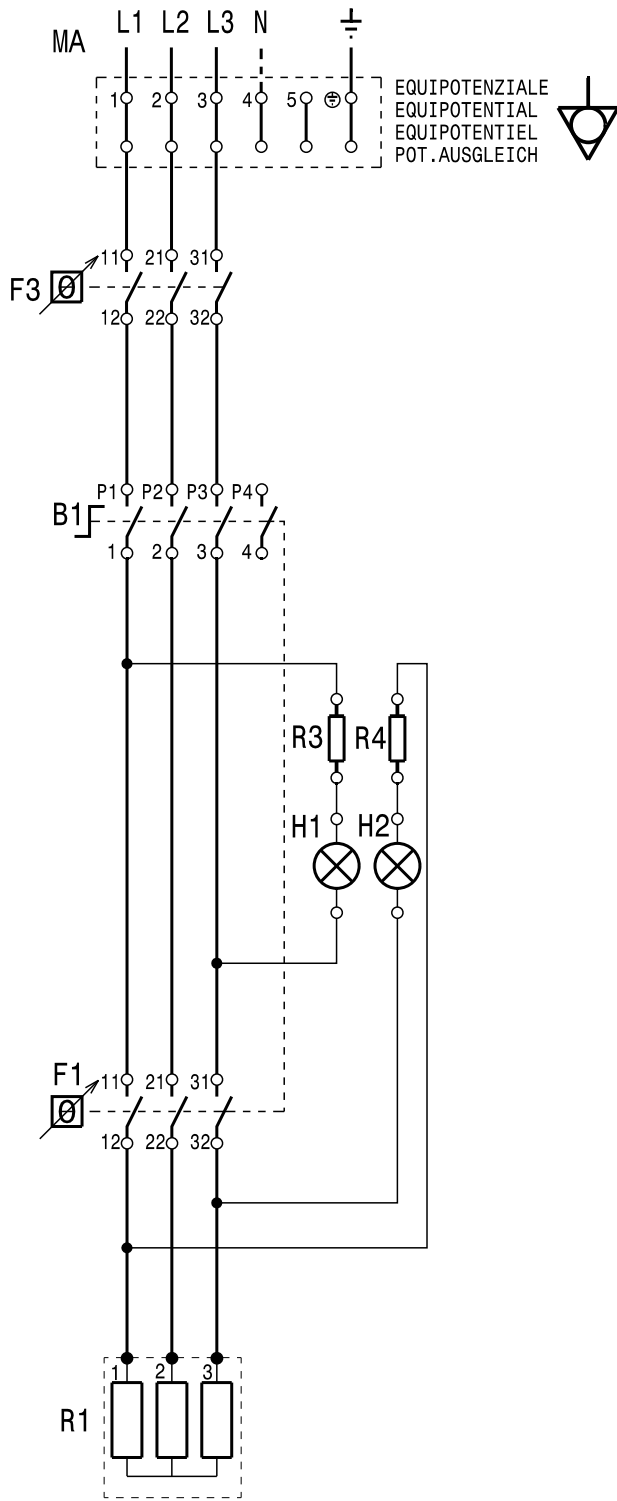 MA L1 L2 L3 N
1 2 3 4 5
EQUIPOTENZIALE
EQUIPOTENTIAL
EQUIPOTENTIEL
POT.AUSGLEICH
11 21 31
F3
12 22 32
P1 P2 P3 P4
B1
1 2 3 4
R3 R4
H1 H2
F1
11 21 31
12 22 32
1 2 3
R1